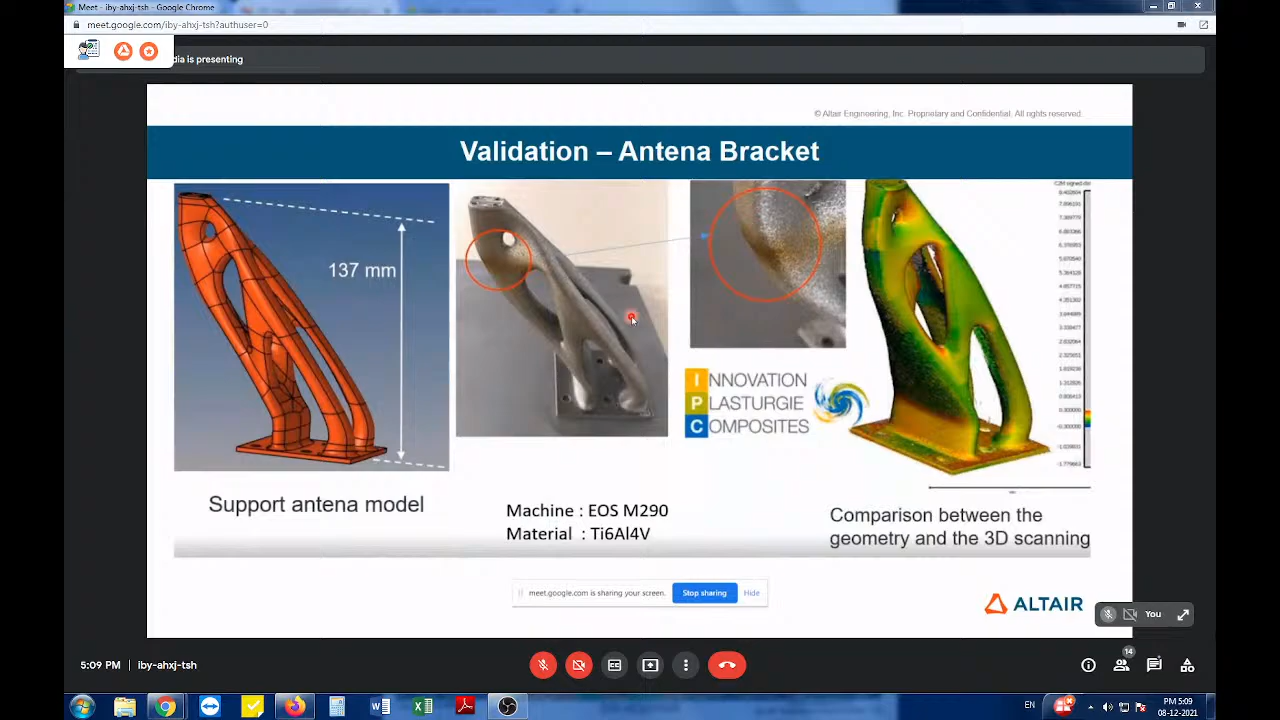 Meet - iby-ahxj-tsh - Google Chrome
meet.google.com/iby-ahxj-tsh?authuser=0
dia is presenting
© Altair Engineering, Inc. Proprietary and Confidential. All rights reserved.
Validation – Antena Bracket
137 mm
INNOVATION
PLASTURGIE
COMPOSITES
Support antena model
Machine : EOS M290
Material : Ti6Al4V
Comparison between the
geometry and the 3D scanning
meet.google.com is sharing your screen.
Stop sharing
Hide
ALTAIR
You
5:09 PM
iby-ahxj-tsh
14
EN
PM 5:09
08-12-2021